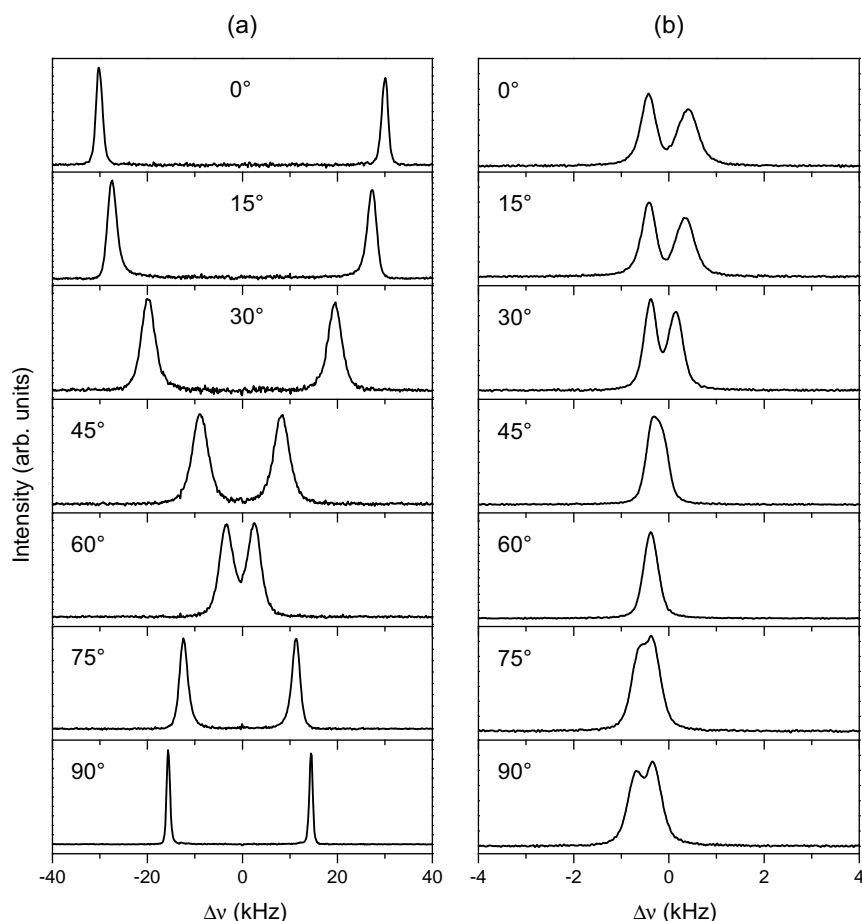 (a) (b)
0° 0°
15° 15°
30° 30°
45° 45°
60° 60°
75° 75°
90° 90°
Intensity (arb. units)
-40 -20 0 20 40 -4 -2 0 2 4
Δν (kHz) Δν (kHz)